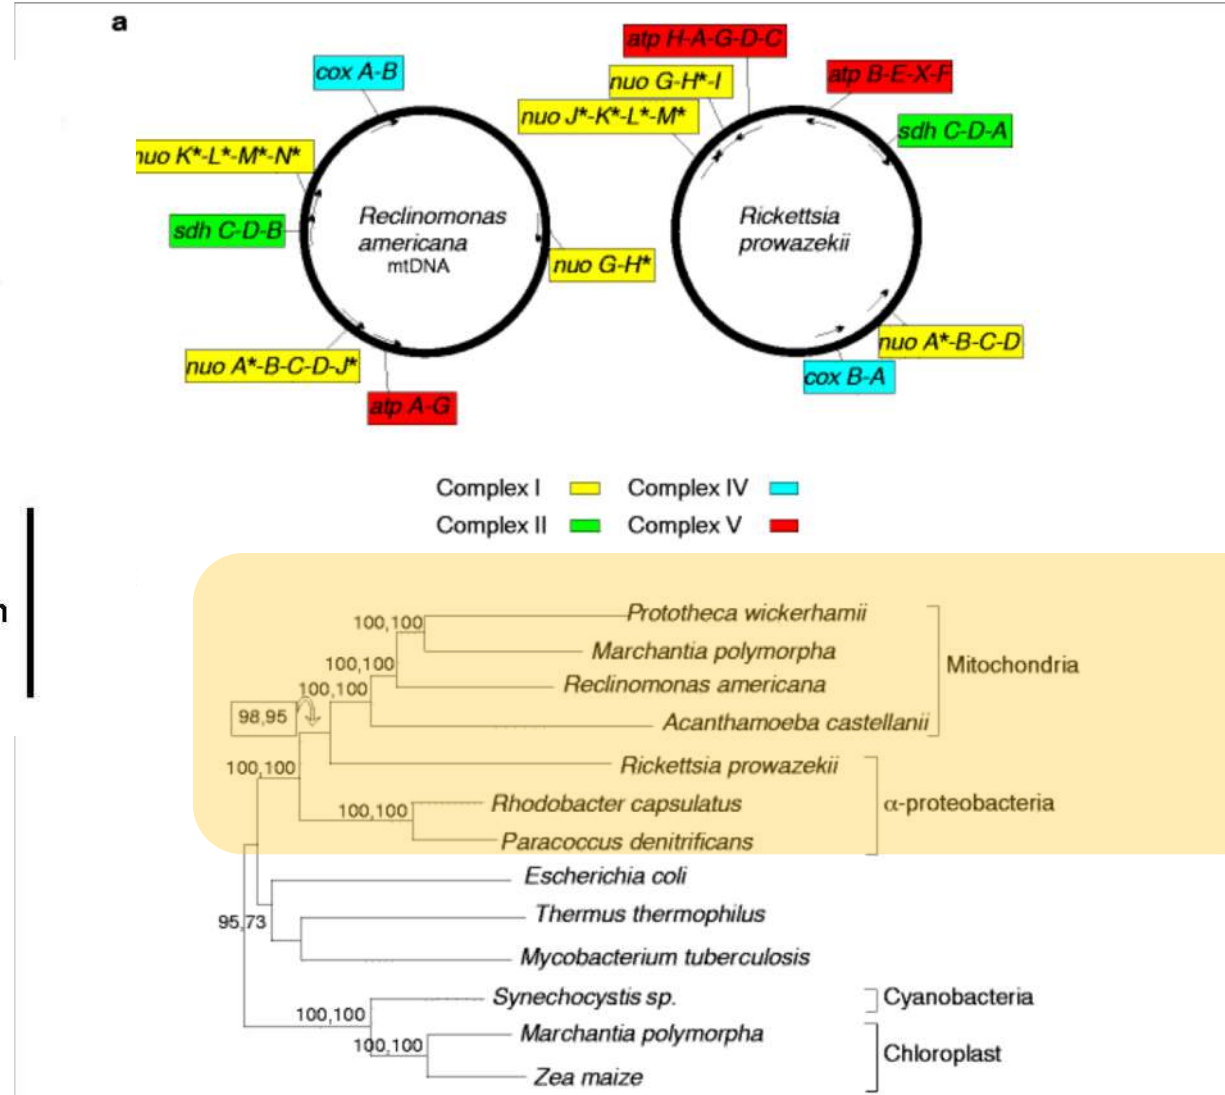 a
cox A-B
nuo K*-L*-M*-N*
sdh C-D-B
Reclinomonas
americana
mtDNA
nuo G-H*
nuo A*-B-C-D-J*
atp A-G
atp H-A-G-D-C
nuo G-H*-I
nuo J*-K*-L*-M*
atp B-E-X-F
sdh C-D-A
Rickettsia
prowazekii
nuo A*-B-C-D
cox B-A
Complex I
Complex IV
Complex II
Complex V
100,100
Prototheca wickerhamii
100,100
Marchantia polymorpha
Mitochondria
100,100
Reclinomonas americana
98,95
Acanthamoeba castellanii
100,100
Rickettsia prowazekii
100,100
Rhodobacter capsulatus
α-proteobacteria
Paracoccus denitrificans
Escherichia coli
95,73
Thermus thermophilus
Mycobacterium tuberculosis
100,100
Synechocystis sp.
Cyanobacteria
100,100
Marchantia polymorpha
Chloroplast
Zea maize